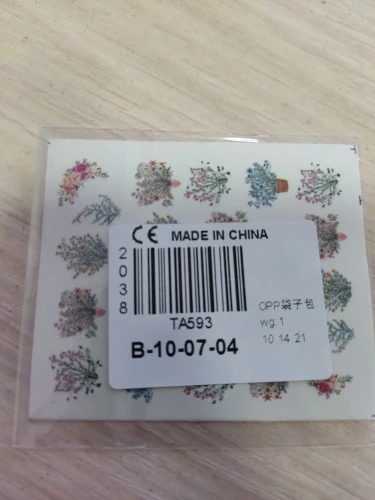 CE MADE IN CHINA
2038
TA593
B-10-07-04
OPP袋子包
wg.1
10.14 21